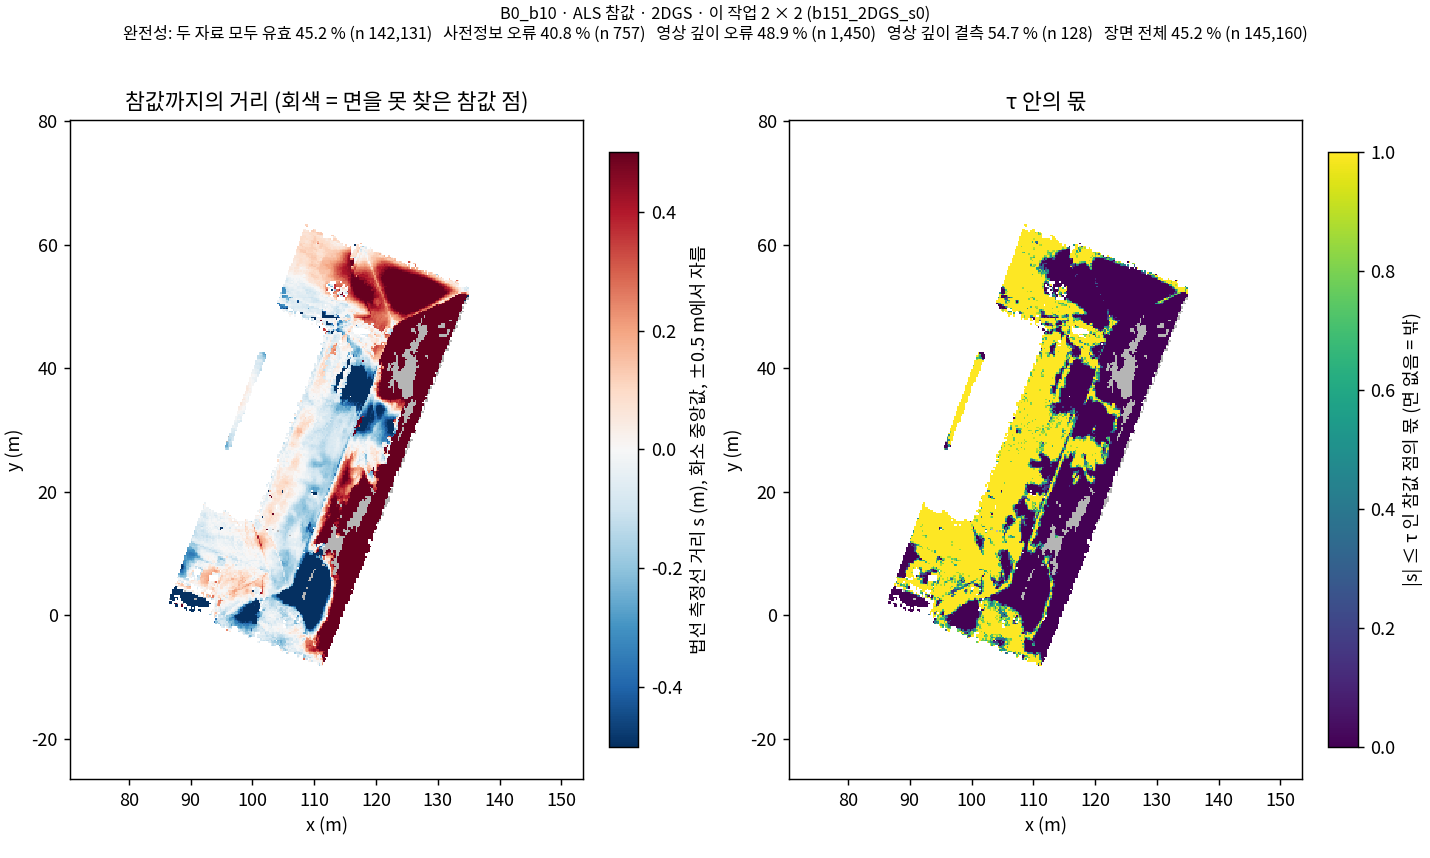 B0_b10 · ALS 참값 · 2DGS · 이 작업 2 × 2 (b151_2DGS_s0)
완전성: 두 자료 모두 유효 45.2 % (n 142,131)   사전정보 오류 40.8 % (n 757)   영상 깊이 오류 48.9 % (n 1,450)   영상 깊이 결측 54.7 % (n 128)   장면 전체 45.2 % (n 145,160)
참값까지의 거리 (회색 = 면을 못 찾은 참값 점)
80
60
40
20
0
-20
y (m)
80 90 100 110 120 130 140 150
x (m)
0.4
0.2
0.0
-0.2
-0.4
법선 측정선 거리 s (m), 화소 중앙값, ±0.5 m에서 자름
τ 안의 몫
80
60
40
20
0
-20
y (m)
80 90 100 110 120 130 140 150
x (m)
1.0
0.8
0.6
0.4
0.2
0.0
|s| ≤ τ 인 참값 점의 몫 (면 없음 = 밖)